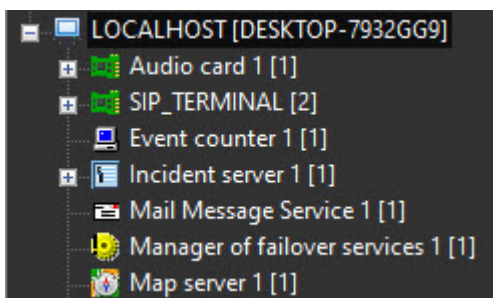 LOCALHOST [DESKTOP-7932GG9]
Audio card 1 [1]
SIP_TERMINAL [2]
Event counter 1 [1]
Incident server 1 [1]
Mail Message Service 1 [1]
Manager of failover services 1 [1]
Map server 1 [1]